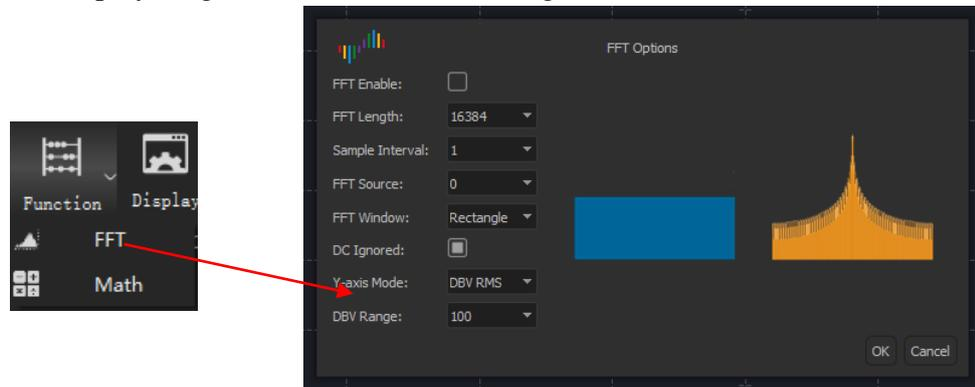 FFT Options
FFT Enable:
FFT Length: 16384
Sample Interval: 1
FFT Source: 0
FFT Window: Rectangle
DC Ignored:
Y-axis Mode: DBV RMS
DBV Range: 100
OK Cancel
Function Display
FFT
Math